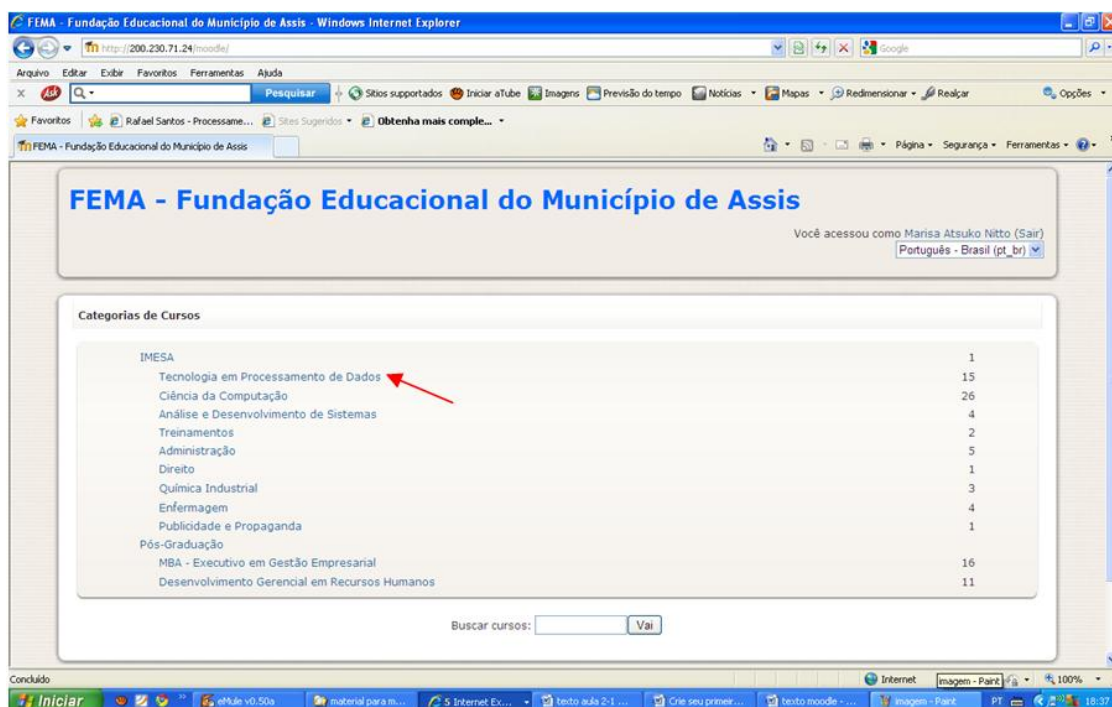 FEMA - Fundação Educacional do Município de Assis - Windows Internet Explorer
http://200.230.71.24/moodle/
Google
Arquivo Editar Exibir Favoritos Ferramentas Ajuda
x Ask Pesquisar Sítios suportados Iniciar aTube Imagens Previsão do tempo Notícias Mapas Redimensionar Realçar Opções
Favoritos Rafael Santos - Processame... Sites Sugeridos Obtenha mais comple...
FEMA - Fundação Educacional do Município de Assis Página Segurança Ferramentas
FEMA - Fundação Educacional do Município de Assis
Você acessou como Marisa Atsuko Nitto (Sair)
Português - Brasil (pt_br)
Categorias de Cursos
IMESA 1
Tecnologia em Processamento de Dados 15
Ciência da Computação 26
Análise e Desenvolvimento de Sistemas 4
Treinamentos 2
Administração 5
Direito 1
Química Industrial 3
Enfermagem 4
Publicidade e Propaganda 1
Pós-Graduação
MBA - Executivo em Gestão Empresarial 16
Desenvolvimento Gerencial em Recursos Humanos 11
Buscar cursos: Vai
Concluído Internet imagem - Paint 100%
Iniciar eMule v0.50a material para m... 5 Internet Ex... texto aula 2-1 ... Crie seu primeir... texto moodle - ... imagem - Paint PT 18:37